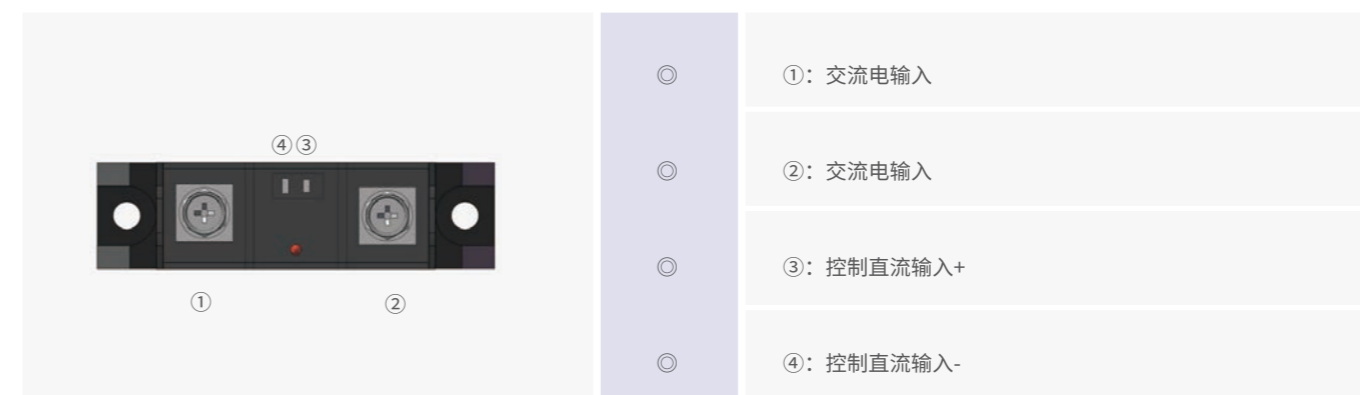 ④③
①
②
◎ ①：交流电输入
◎ ②：交流电输入
◎ ③：控制直流输入+
◎ ④：控制直流输入-